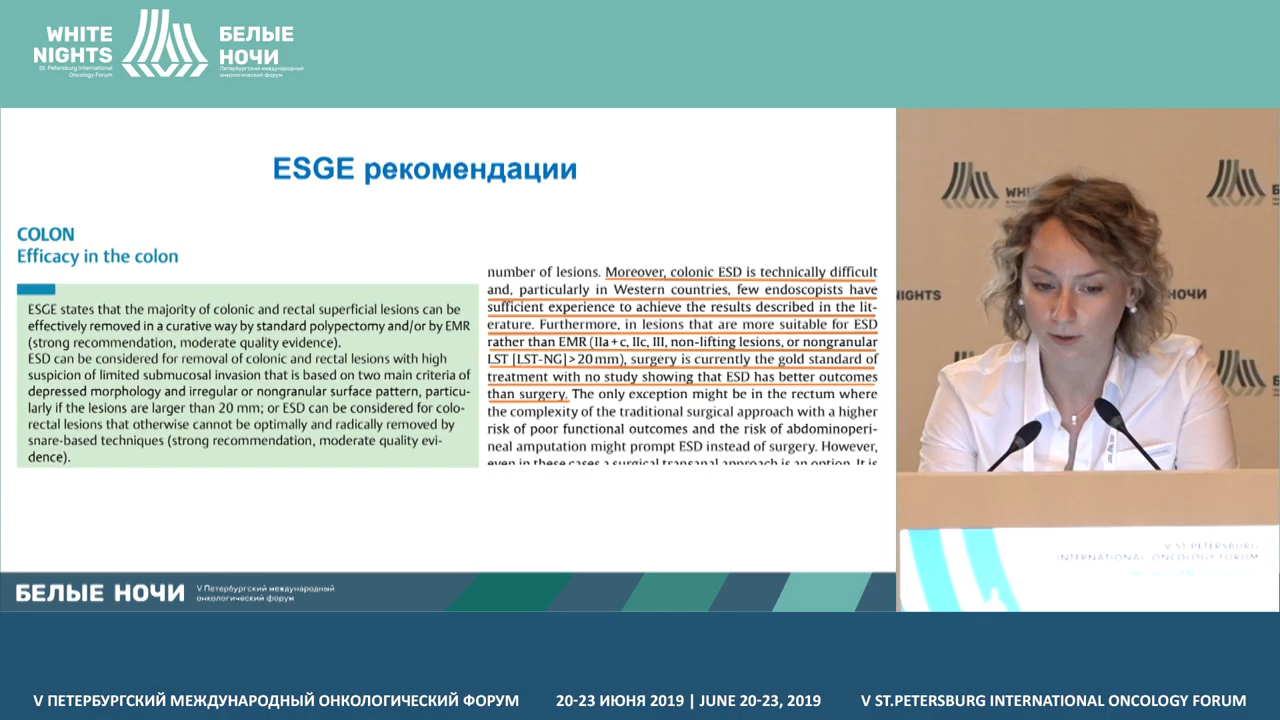 WHITE
NIGHTS
St. Petersburg International
Oncology Forum
БЕЛЫЕ
НОЧИ
Петербургский международный
онкологический форум
ESGE рекомендации
COLON
Efficacy in the colon
ESGE states that the majority of colonic and rectal superficial lesions can be
effectively removed in a curative way by standard polypectomy and/or by EMR
(strong recommendation, moderate quality evidence).
ESD can be considered for removal of colonic and rectal lesions with high
suspicion of limited submucosal invasion that is based on two main criteria of
depressed morphology and irregular or nongranular surface pattern, particu-
larly if the lesions are larger than 20 mm; or ESD can be considered for colo-
rectal lesions that otherwise cannot be optimally and radically removed by
snare-based techniques (strong recommendation, moderate quality evi-
dence).
number of lesions. Moreover, colonic ESD is technically difficult
and, particularly in Western countries, few endoscopists have
sufficient experience to achieve the results described in the lit-
erature. Furthermore, in lesions that are more suitable for ESD
rather than EMR (IIa + c, IIc, III, non-lifting lesions, or nongranular
LST [LST-NG] > 20 mm), surgery is currently the gold standard of
treatment with no study showing that ESD has better outcomes
than surgery. The only exception might be in the rectum where
the complexity of the traditional surgical approach with a higher
risk of poor functional outcomes and the risk of abdominoperi-
neal amputation might prompt ESD instead of surgery. However,
even in these cases a surgical transanal approach is an option. It is
WHI
NIGHTS
НОЧИ
V ST.PETERSBURG
INTERNATIONAL ONCOLOGY FORUM
БЕЛЫЕ НОЧИ
V Петербургский международный
онкологический форум
V ПЕТЕРБУРГСКИЙ МЕЖДУНАРОДНЫЙ ОНКОЛОГИЧЕСКИЙ ФОРУМ
20-23 ИЮНЯ 2019 | JUNE 20-23, 2019
V ST.PETERSBURG INTERNATIONAL ONCOLOGY FORUM